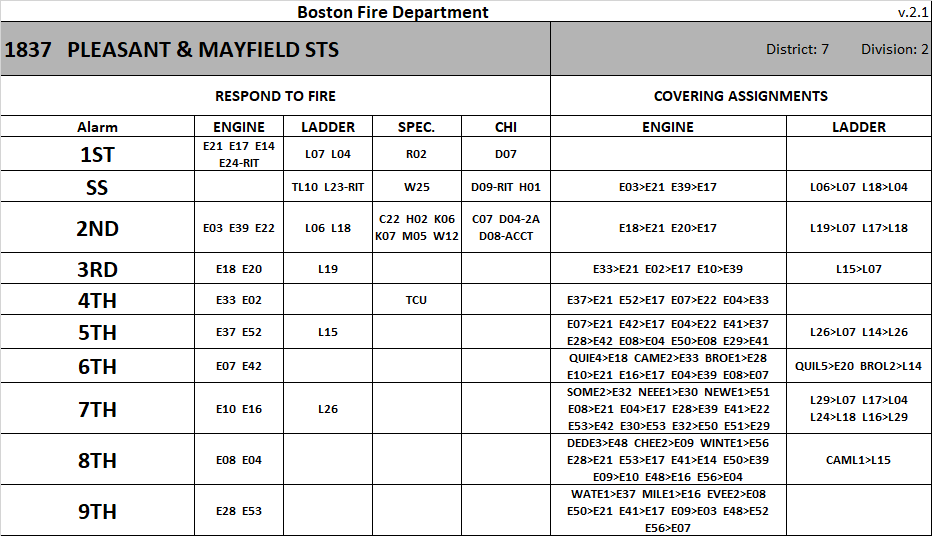 Boston Fire Department v.2.1
1837 PLEASANT & MAYFIELD STS District: 7 Division: 2
RESPOND TO FIRE COVERING ASSIGNMENTS
Alarm ENGINE LADDER SPEC. CHI ENGINE LADDER
1ST
E21 E17 E14
E24-RIT
L07 L04
R02
D07
SS
TL10 L23-RIT
W25
D09-RIT H01
E03>E21 E39>E17
L06>L07 L18>L04
2ND
E03 E39 E22
L06 L18
C22 H02 K06
K07 M05 W12
C07 D04-2A
D08-ACCT
E18>E21 E20>E17
L19>L07 L17>L18
3RD
E18 E20
L19
E33>E21 E02>E17 E10>E39
L15>L07
4TH
E33 E02
TCU
E37>E21 E52>E17 E07>E22 E04>E33
5TH
E37 E52
L15
E07>E21 E42>E17 E04>E22 E41>E37
E28>E42 E08>E04 E50>E08 E29>E41
L26>L07 L14>L26
6TH
E07 E42
QUIE4>E18 CAME2>E33 BROE1>E28
E10>E21 E16>E17 E04>E39 E08>E07
QUIL5>E20 BROL2>L14
7TH
E10 E16
L26
SOME2>E32 NEEE1>E30 NEWE1>E51
E08>E21 E04>E17 E28>E39 E41>E22
E53>E42 E30>E53 E32>E50 E51>E29
L29>L07 L17>L04
L24>L18 L16>L29
8TH
E08 E04
DEDE3>E48 CHEE2>E09 WINTE1>E56
E28>E21 E53>E17 E41>E14 E50>E39
E09>E10 E48>E16 E56>E04
CAML1>L15
9TH
E28 E53
WATE1>E37 MILE1>E16 EVEE2>E08
E50>E21 E41>E17 E09>E03 E48>E52
E56>E07